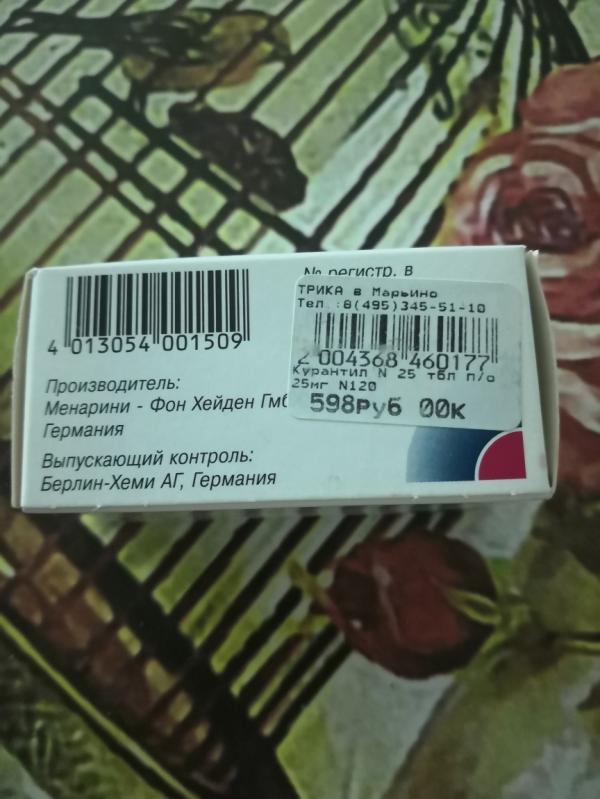 4 013054 001509
Производитель:
Менарини - Фон Хейден Гмб
Германия
Выпускающий контроль:
Берлин-Хеми АГ, Германия
№ регистр. в
ТРИКА в Марьино
Тел.:8(495)345-51-10
2 004368 460177
Курантил N 25 тбл п/о
25мг N120
598руб 00к